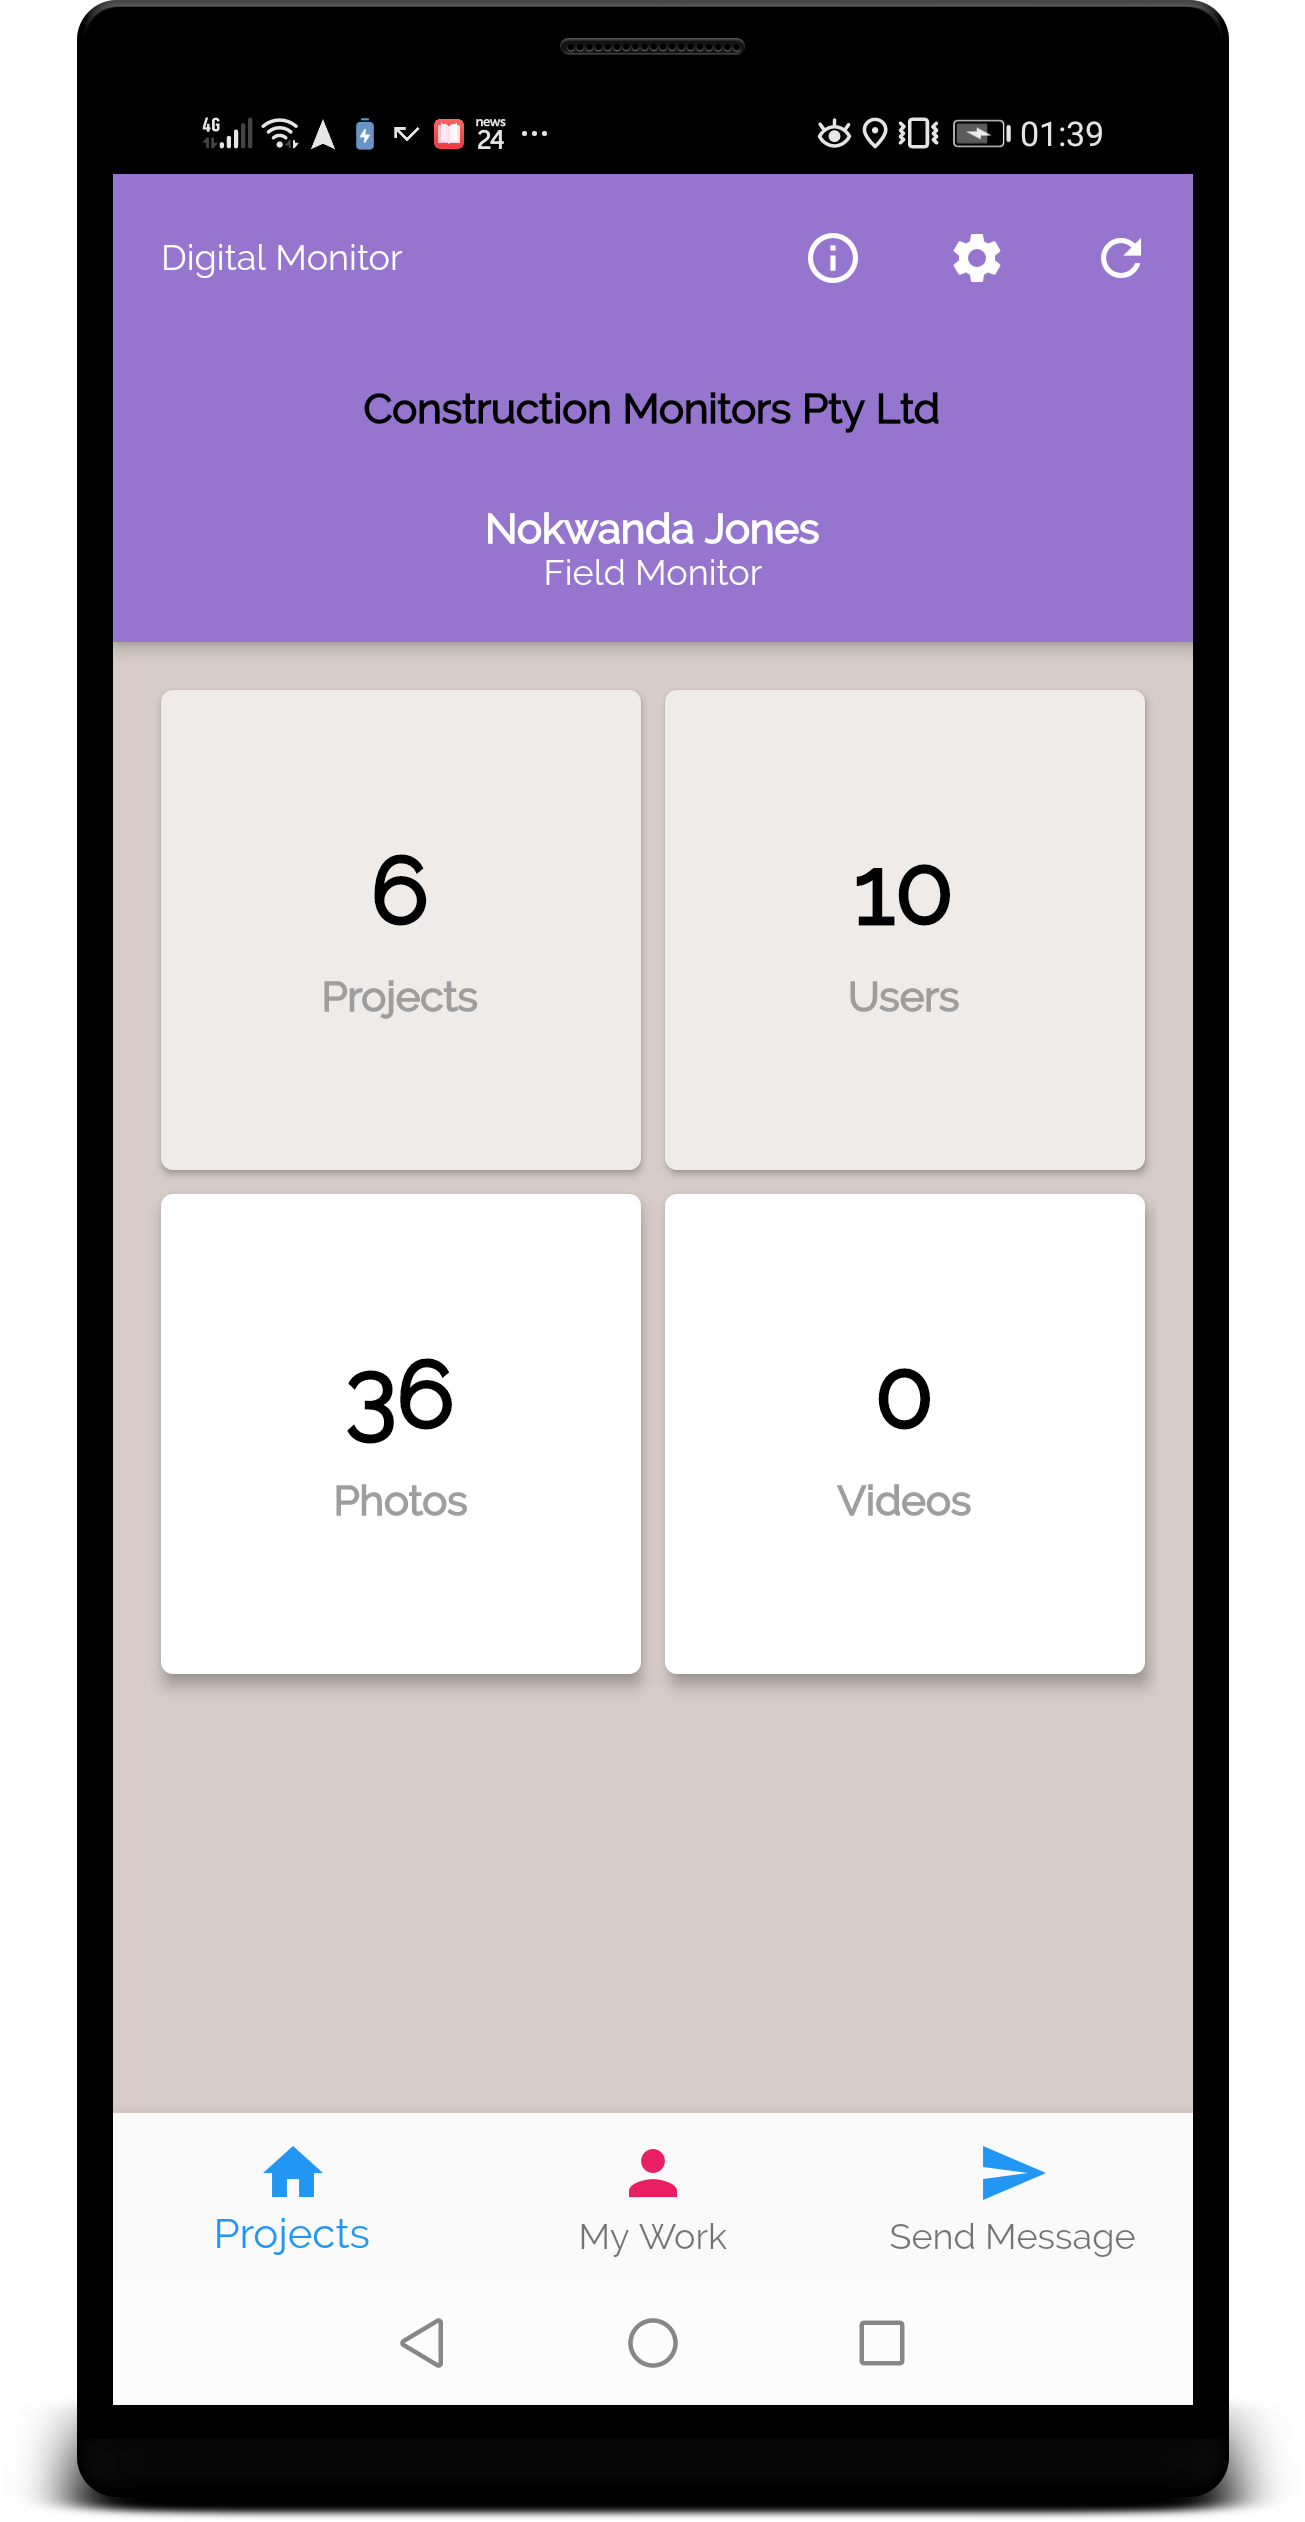 4G
news
24
01:39
Digital Monitor
Construction Monitors Pty Ltd
Nokwanda Jones
Field Monitor
6
Projects
10
Users
36
Photos
0
Videos
Projects
My Work
Send Message